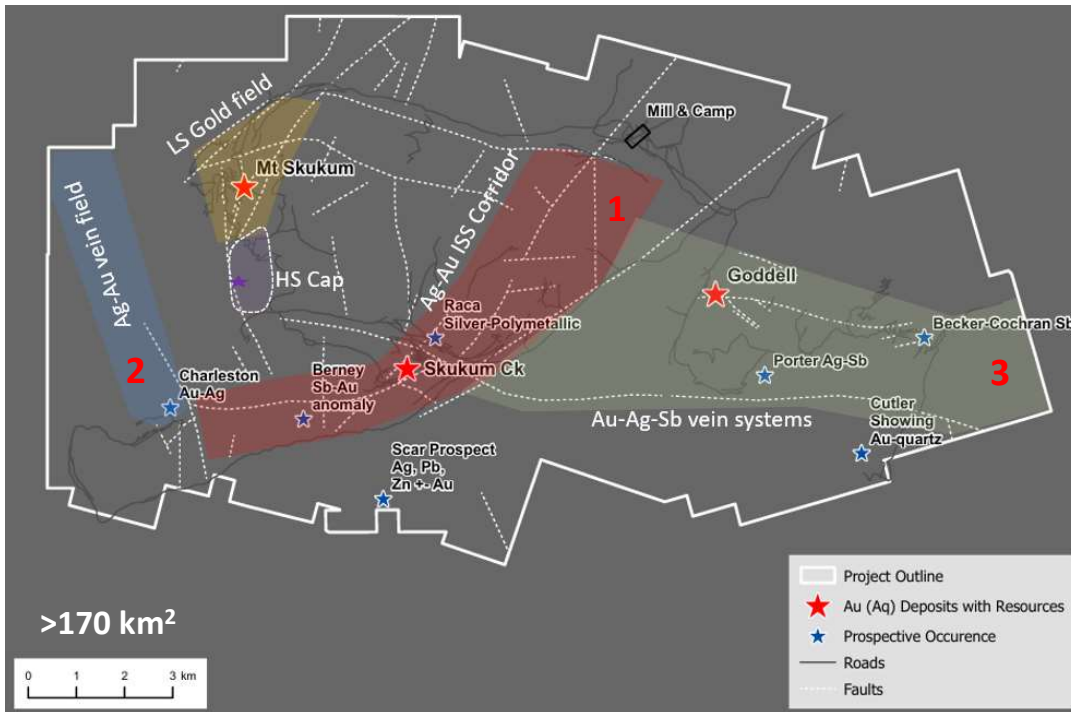 LS Gold field
Mill & Camp
Mt Skukum
Ag-Au vein field
Ag-Au ISS Corridor
1
HS Cap
Goddell
Raca
Silver-Polymetallic
Becker-Cochran Sb
2
Charleston
Au-Ag
Berney
Sb-Au
anomaly
Skukum Ck
Porter Ag-Sb
3
Au-Ag-Sb vein systems
Cutler
Showing
Au-quartz
Scar Prospect
Ag, Pb,
Zn +- Au
>170 km²
0 1 2 3 km
Project Outline
Au (Aq) Deposits with Resources
Prospective Occurence
Roads
Faults